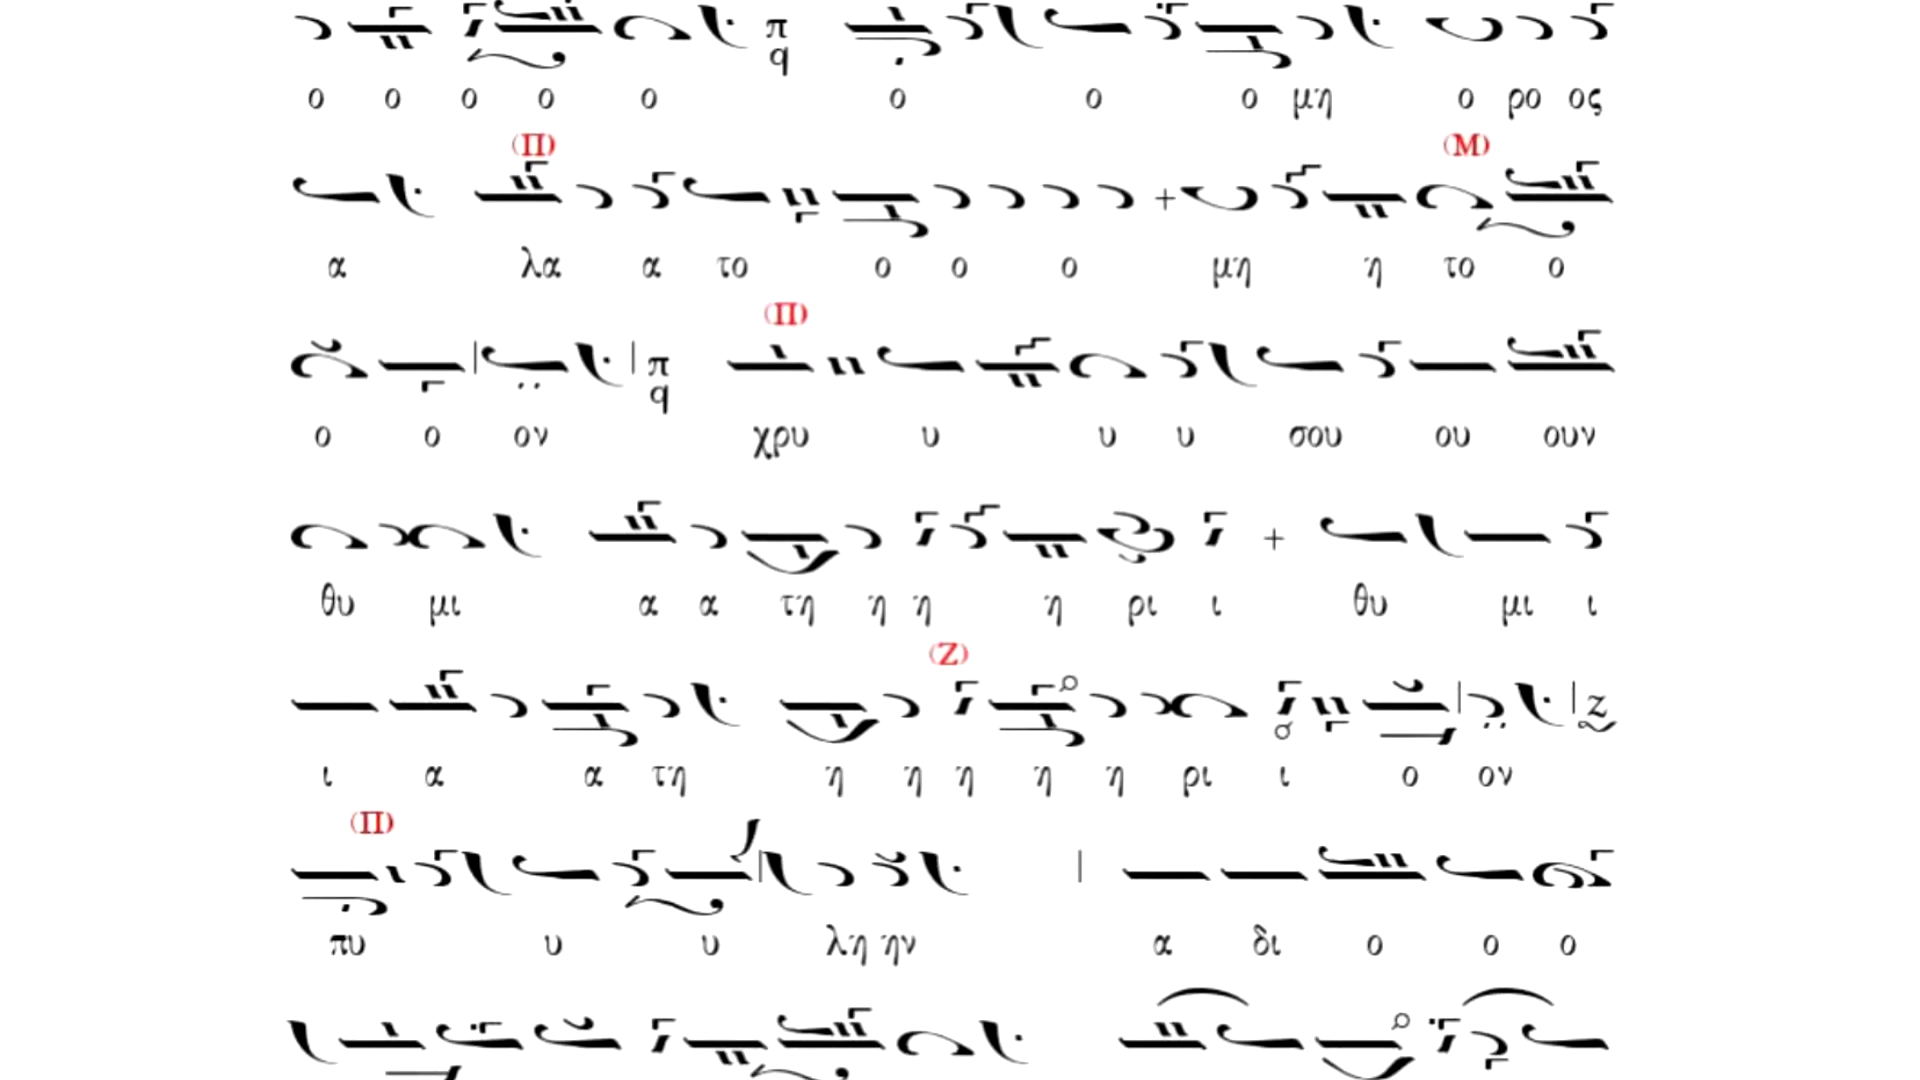 π
q
ο ο ο ο ο ο ο ο μη ο ρο ος
(Π) (Μ)
α λα α το ο ο ο μη η το ο
(Π)
π
q
ο ο ον χρυ υ υ υ σου ου ουν
θυ μι α α τη η η η ρι ι θυ μι ι
(Ζ)
z
ι α α τη η η η η η ρι ι ο ον
(Π)
πυ υ υ λη ην α δι ο ο ο